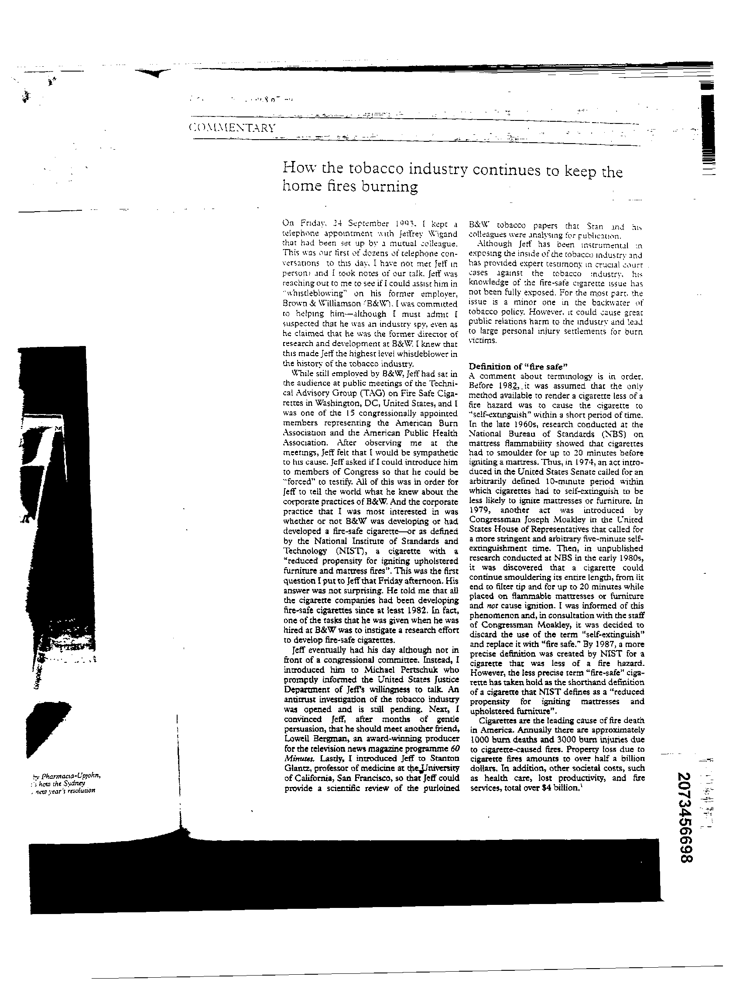 COMMENTARY
How the tobacco industry continues to keep the
home fires burning
On Friday, 24 September 1993, I kept a
telephone appointment with Jeffrey Wigand
that had been set up by a mutual colleague.
This was our first of dozens of telephone con-
versations (to this day, I have not met Jeff in
person) and I took notes of our talk. Jeff was
reaching out to me to see if I could assist him in
"whistleblowing" on his former employer,
Brown & Williamson (B&W). I was committed
to helping him—although I must admit I
suspected that he was an industry spy, even as
he claimed that he was the former director of
research and development at B&W. I knew that
this made Jeff the highest level whistleblower in
the history of the tobacco industry.
While still employed by B&W, Jeff had sat in
the audience at public meetings of the Techni-
cal Advisory Group (TAG) on Fire Safe Ciga-
rettes in Washington, DC, United States, and I
was one of the 15 congressionally appointed
members representing the American Burn
Association and the American Public Health
Association. After observing me at the
meetings, Jeff felt that I would be sympathetic
to his cause. Jeff asked if I could introduce him
to members of Congress so that he could be
"forced" to testify. All of this was in order for
Jeff to tell the world what he knew about the
corporate practices of B&W. And the corporate
practice that I was most interested in was
whether or not B&W was developing or had
developed a fire-safe cigarette—or as defined
by the National Institute of Standards and
Technology (NIST), a cigarette with a
"reduced propensity for igniting upholstered
furniture and mattress fires". This was the first
question I put to Jeff that Friday afternoon. His
answer was not surprising. He told me that all
the cigarette companies had been developing
fire-safe cigarettes since at least 1982. In fact,
one of the tasks that he was given when he was
hired at B&W was to instigate a research effort
to develop fire-safe cigarettes.
Jeff eventually had his day although not in
front of a congressional committee. Instead, I
introduced him to Michael Pertschuk who
promptly informed the United States Justice
Department of Jeff's willingness to talk. An
antitrust investigation of the tobacco industry
was opened and is still pending. Next, I
convinced Jeff, after months of gentle
persuasion, that he should meet another friend,
Lowell Bergman, an award-winning producer
for the television news magazine programme 60
Minutes. Lastly, I introduced Jeff to Stanton
Glantz, professor of medicine at the University
of California, San Francisco, so that Jeff could
provide a scientific review of the purloined
B&W tobacco papers that Stan and his
colleagues were analysing for publication.
Although Jeff has been instrumental in
exposing the inside of the tobacco industry and
has provided expert testimony in crucial court
cases against the tobacco industry, his
knowledge of the fire-safe cigarette issue has
not been fully exposed. For the most part, the
issue is a minor one in the backwater of
tobacco policy. However, it could cause great
public relations harm to the industry and lead
to large personal injury settlements for burn
victims.
Definition of "fire safe"
A comment about terminology is in order.
Before 1982, it was assumed that the only
method available to render a cigarette less of a
fire hazard was to cause the cigarette to
"self-extinguish" within a short period of time.
In the late 1960s, research conducted at the
National Bureau of Standards (NBS) on
mattress flammability showed that cigarettes
had to smoulder for up to 20 minutes before
igniting a mattress. Thus, in 1974, an act intro-
duced in the United States Senate called for an
arbitrarily defined 10-minute period within
which cigarettes had to self-extinguish to be
less likely to ignite mattresses or furniture. In
1979, another act was introduced by
Congressman Joseph Moakley in the United
States House of Representatives that called for
a more stringent and arbitrary five-minute self-
extinguishment time. Then, in unpublished
research conducted at NBS in the early 1980s,
it was discovered that a cigarette could
continue smouldering its entire length, from lit
end to filter tip and for up to 20 minutes while
placed on flammable mattresses or furniture
and not cause ignition. I was informed of this
phenomenon and, in consultation with the staff
of Congressman Moakley, it was decided to
discard the use of the term "self-extinguish"
and replace it with "fire safe." By 1987, a more
precise definition was created by NIST for a
cigarette that was less of a fire hazard.
However, the less precise term "fire-safe" ciga-
rette has taken hold as the shorthand definition
of a cigarette that NIST defines as a "reduced
propensity for igniting mattresses and
upholstered furniture".
Cigarettes are the leading cause of fire death
in America. Annually there are approximately
1000 burn deaths and 3000 burn injuries due
to cigarette-caused fires. Property loss due to
cigarette fires amounts to over half a billion
dollars. In addition, other societal costs, such
as health care, lost productivity, and fire
services, total over $4 billion.¹
by Pharmacia-Upjohn,
's how the Sydney
new year's resolution
2073456698